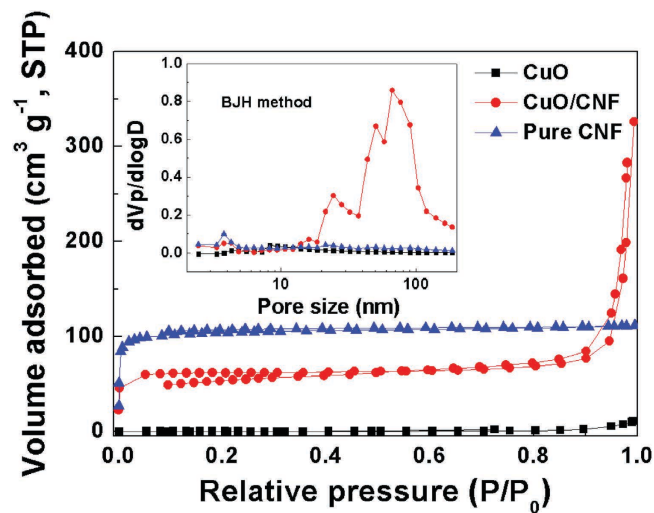 400
300
200
100
0
Volume adsorbed (cm³ g⁻¹, STP)
0.0
0.2
0.4
0.6
0.8
1.0
Relative pressure (P/P₀)
CuO
CuO/CNF
Pure CNF
BJH method
1.0
0.8
0.6
0.4
0.2
0.0
dVp/dlogD
10
100
Pore size (nm)